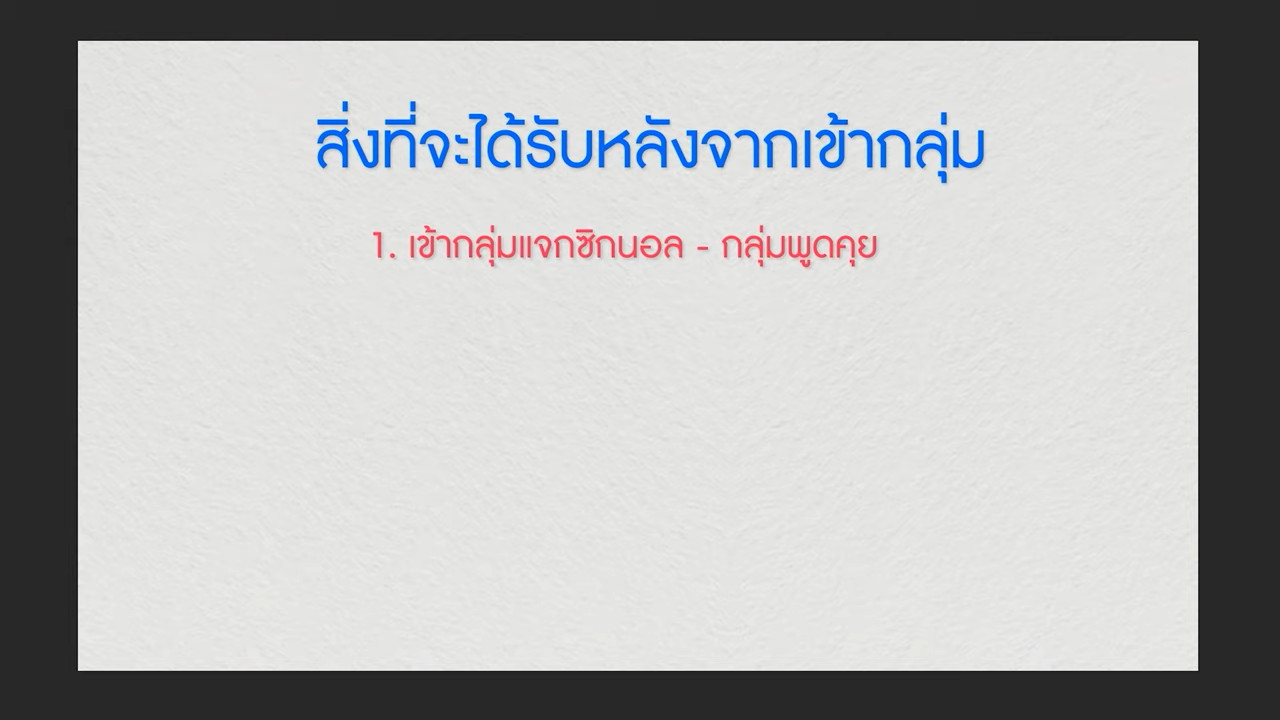 สิ่งที่จะได้รับหลังจากเข้ากลุ่ม
1. เข้ากลุ่มแจกซิกนอล - กลุ่มพูดคุย